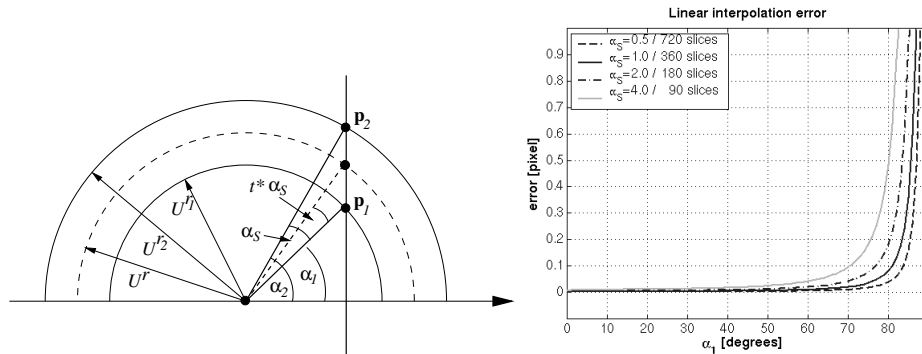 p2
t* αS
p1
αS
Ur1
Ur2
Ur
α2
α1
Linear interpolation error
error [pixel]
0.9
0.8
0.7
0.6
0.5
0.4
0.3
0.2
0.1
0
αS=0.5 / 720 slices
αS=1.0 / 360 slices
αS=2.0 / 180 slices
αS=4.0 / 90 slices
0 10 20 30 40 50 60 70 80
α1 [degrees]